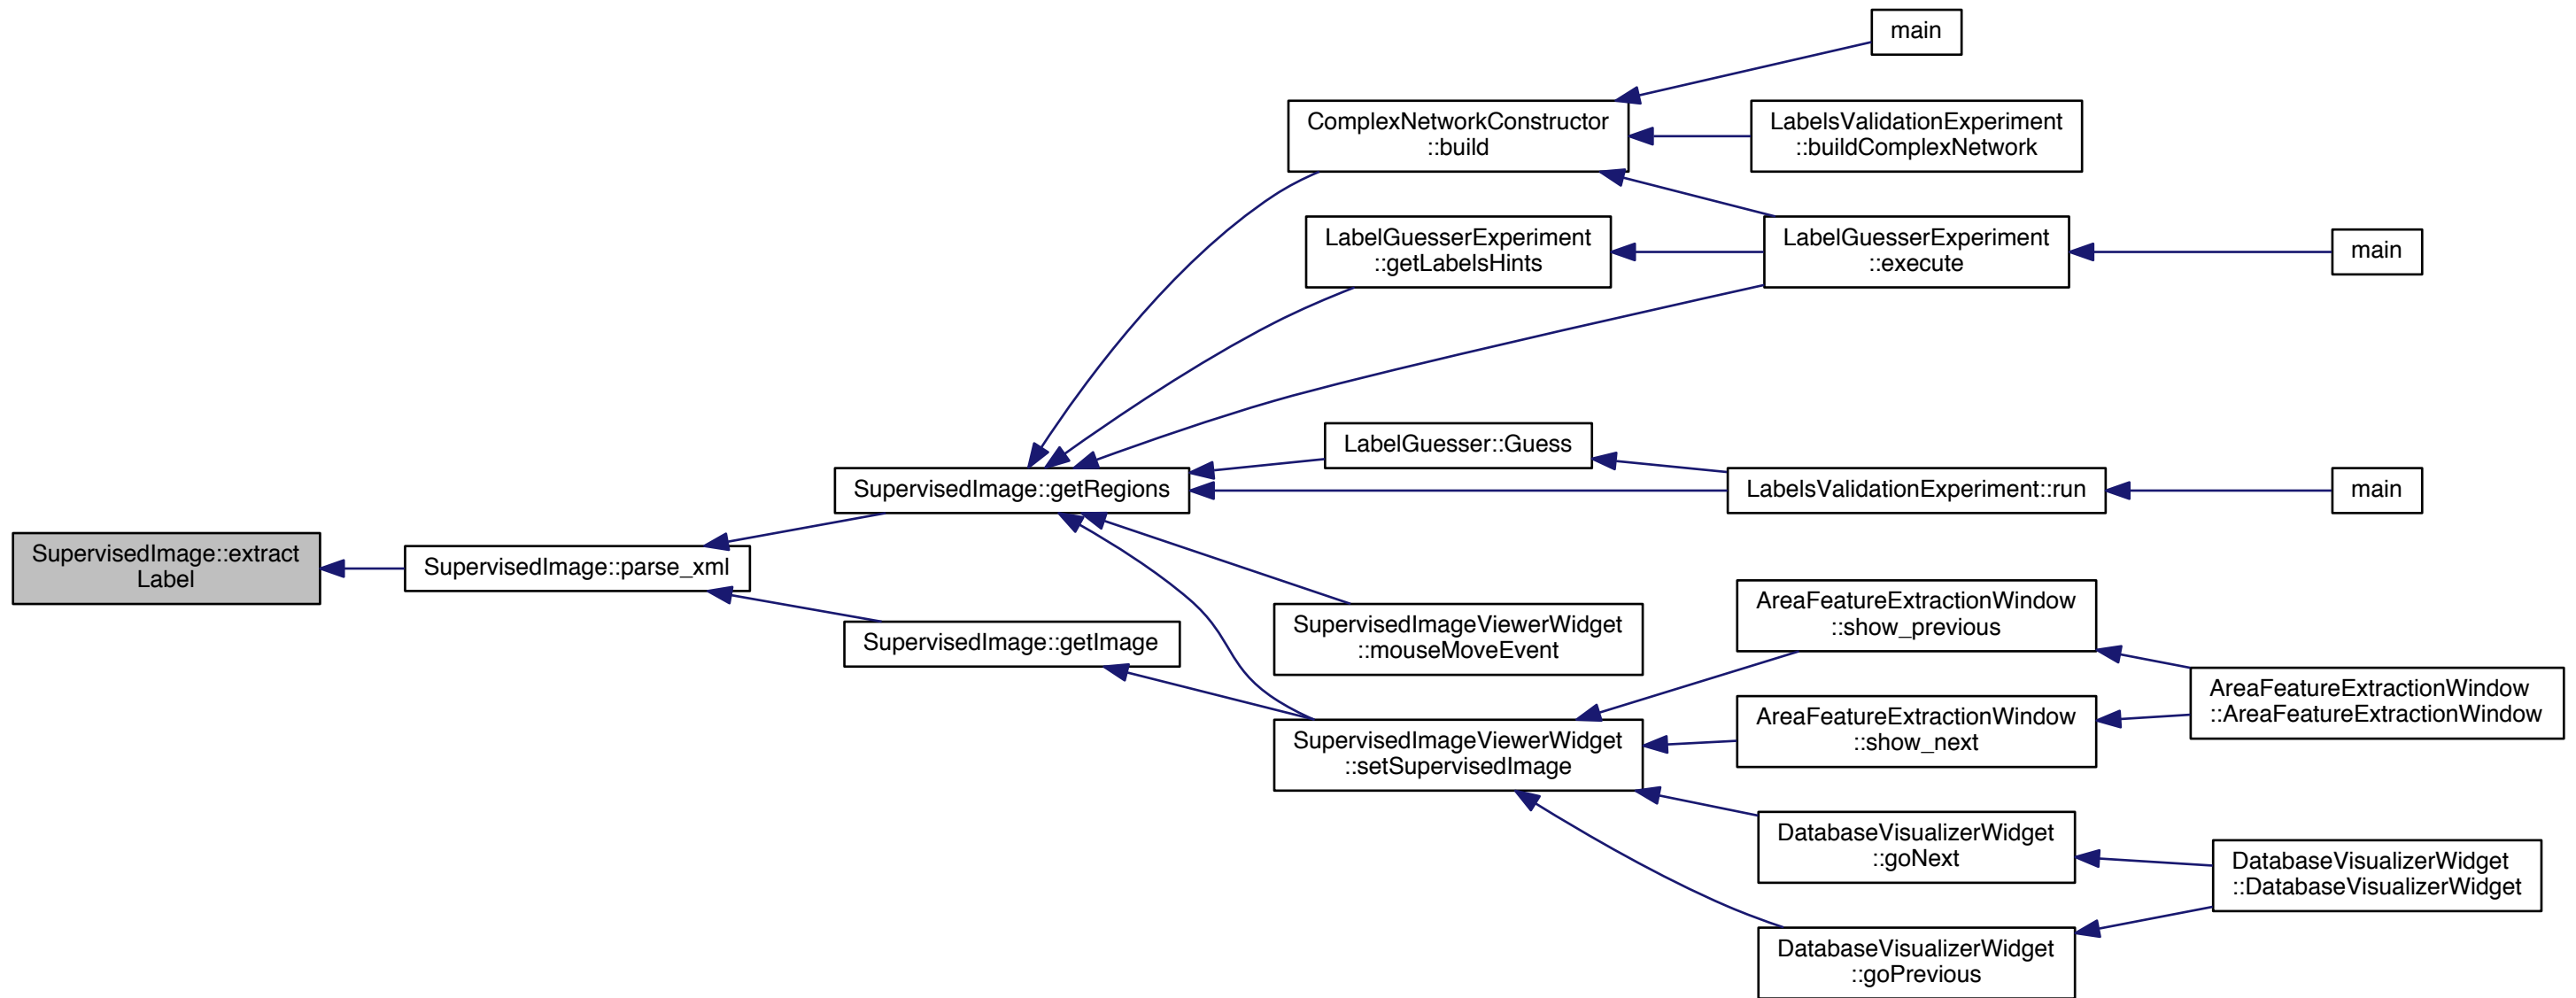 main
ComplexNetworkConstructor
::build
LabelsValidationExperiment
::buildComplexNetwork
LabelGuesserExperiment
::getLabelsHints
LabelGuesserExperiment
::execute
main
LabelGuesser::Guess
SupervisedImage::getRegions
LabelsValidationExperiment::run
main
SupervisedImage::extract
Label
SupervisedImage::parse_xml
SupervisedImage::getImage
SupervisedImageViewerWidget
::mouseMoveEvent
AreaFeatureExtractionWindow
::show_previous
SupervisedImageViewerWidget
::setSupervisedImage
AreaFeatureExtractionWindow
::show_next
AreaFeatureExtractionWindow
::AreaFeatureExtractionWindow
DatabaseVisualizerWidget
::goNext
DatabaseVisualizerWidget
::DatabaseVisualizerWidget
DatabaseVisualizerWidget
::goPrevious